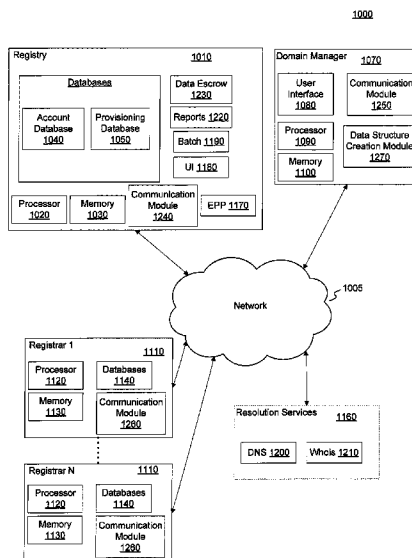 1000
Registry 1010
Databases
Account Database 1040
Provisioning Database 1050
Data Escrow 1230
Reports 1220
Batch 1190
UI 1180
Processor 1020
Memory 1030
Communication Module 1240
EPP 1170
Domain Manager 1070
User Interface 1080
Communication Module 1250
Processor 1090
Memory 1100
Data Structure Creation Module 1270
Network
1005
Registrar 1 1110
Processor 1120
Databases 1140
Memory 1130
Communication Module 1260
Registrar N 1110
Processor 1120
Databases 1140
Memory 1130
Communication Module 1260
Resolution Services 1160
DNS 1200
Whois 1210